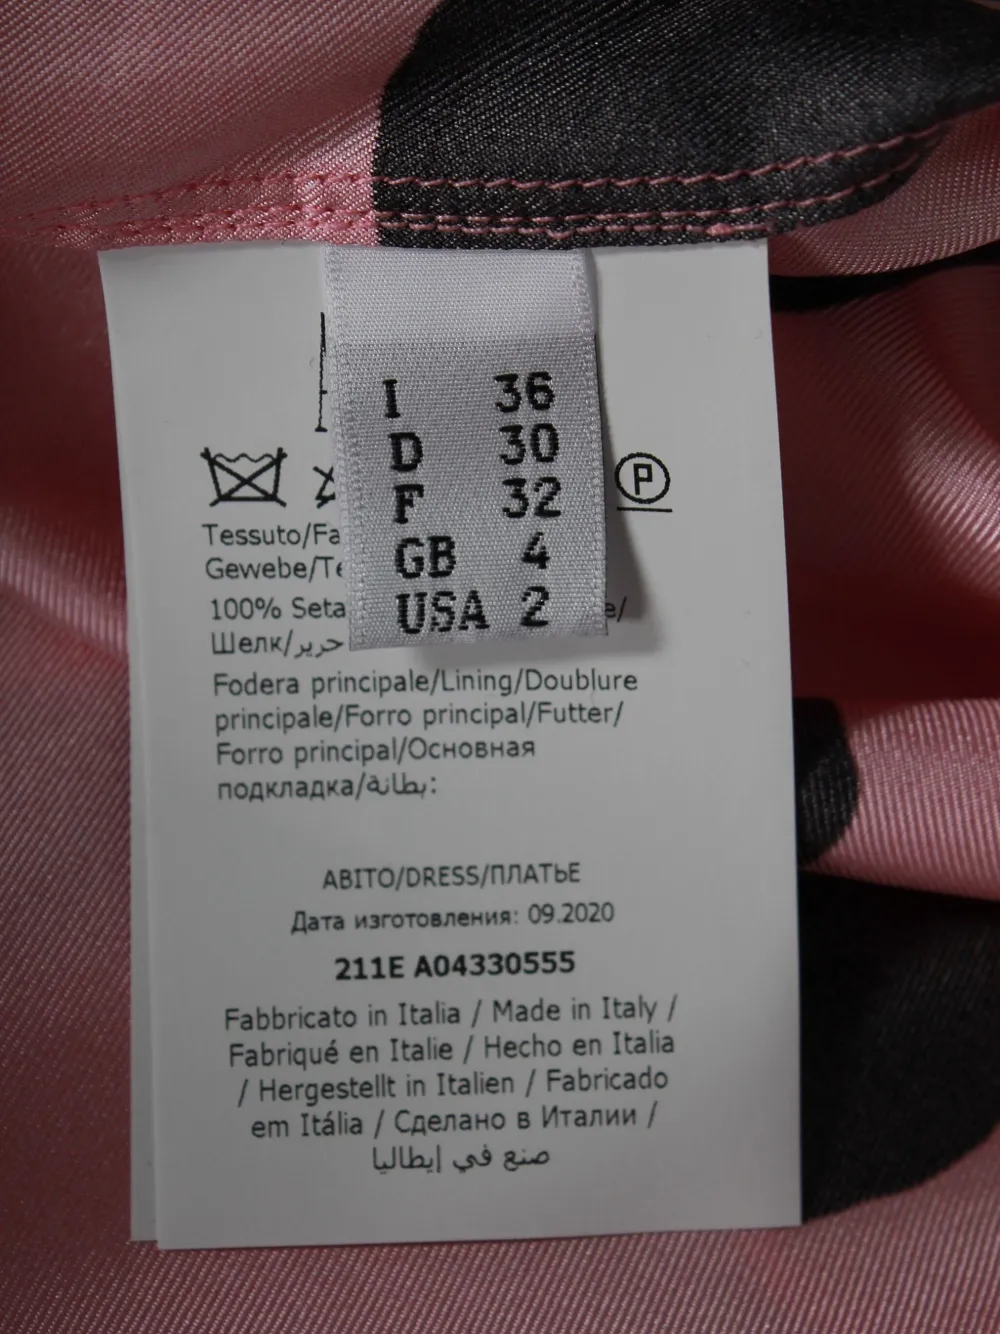 I 36
D 30
F 32
GB 4
USA 2
P
Tessuto/Fa
Gewebe/Te
100% Seta
Шелк/حرير
Fodera principale/Lining/Doublure
principale/Forro principal/Futter/
Forro principal/Основная
подкладка/بطانة:
ABITO/DRESS/ПЛАТЬЕ
Дата изготовления: 09.2020
211E A04330555
Fabbricato in Italia / Made in Italy /
Fabriqué en Italie / Hecho en Italia
/ Hergestellt in Italien / Fabricado
em Itália / Сделано в Италии /
صنع في إيطاليا